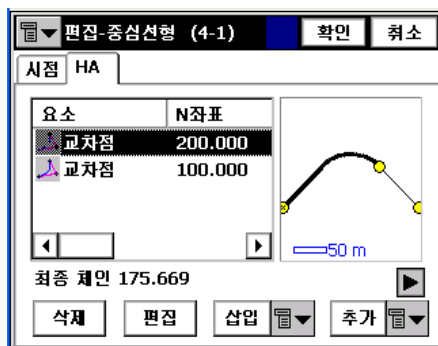 편집-중심선형 (4-1) 확인 취소
시점 HA
요소 N좌표
교차점 200.000
교차점 100.000
50 m
최종 체인 175.669
삭제 편집 삽입 추가